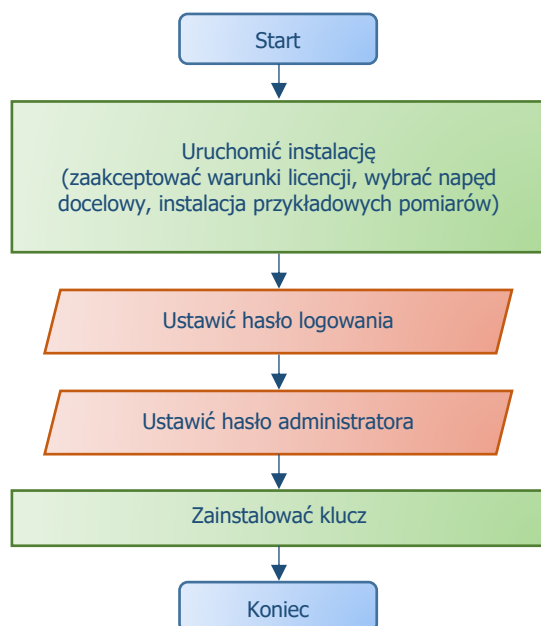 Start
Uruchomić instalację
(zaakceptować warunki licencji, wybrać napęd
docelowy, instalacja przykładowych pomiarów)
Ustawić hasło logowania
Ustawić hasło administratora
Zainstalować klucz
Koniec